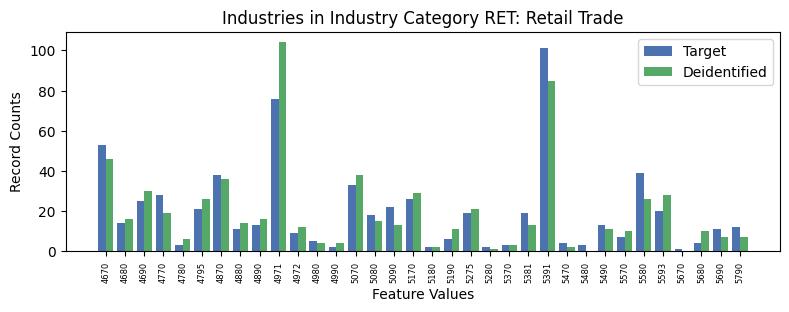 Industries in Industry Category RET: Retail Trade
Target
Deidentified
Record Counts
100
80
60
40
20
0
4670 4680 4690 4770 4780 4795 4870 4880 4890 4971 4972 4980 4990 5070 5080 5090 5170 5180 5190 5275 5280 5370 5381 5391 5470 5480 5490 5570 5580 5593 5670 5680 5690 5790
Feature Values